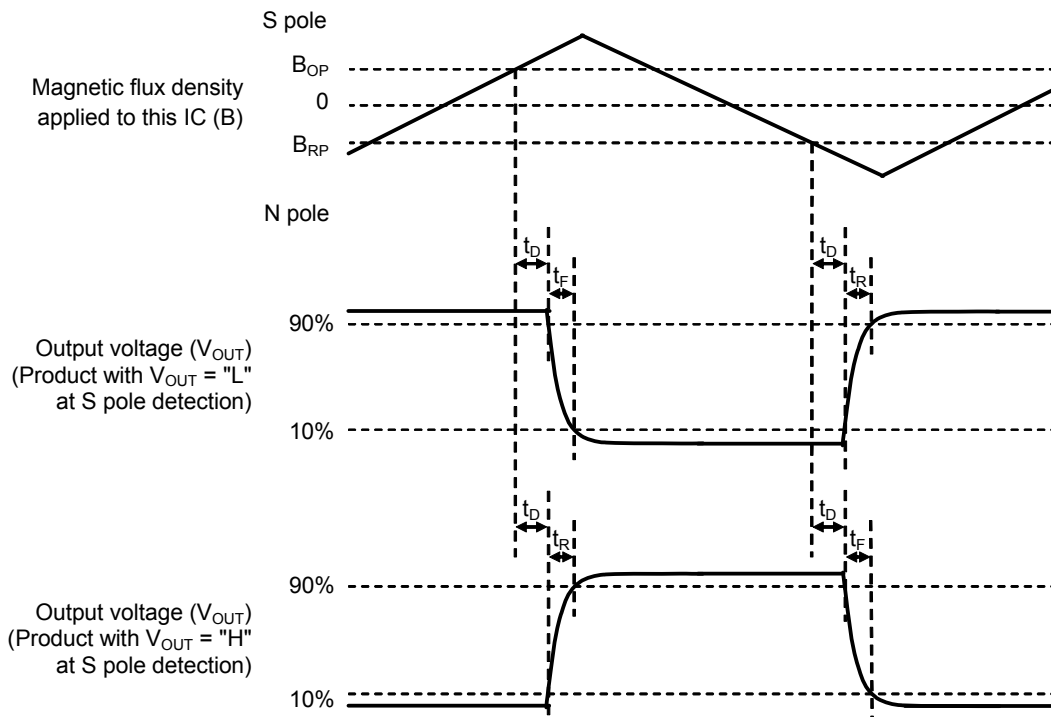 S pole
B_OP
Magnetic flux density
applied to this IC (B)
0
B_RP
N pole
t_D
t_F
t_D
t_R
90%
Output voltage (V_OUT)
(Product with V_OUT = "L"
at S pole detection)
10%
t_D
t_R
t_D
t_F
90%
Output voltage (V_OUT)
(Product with V_OUT = "H"
at S pole detection)
10%